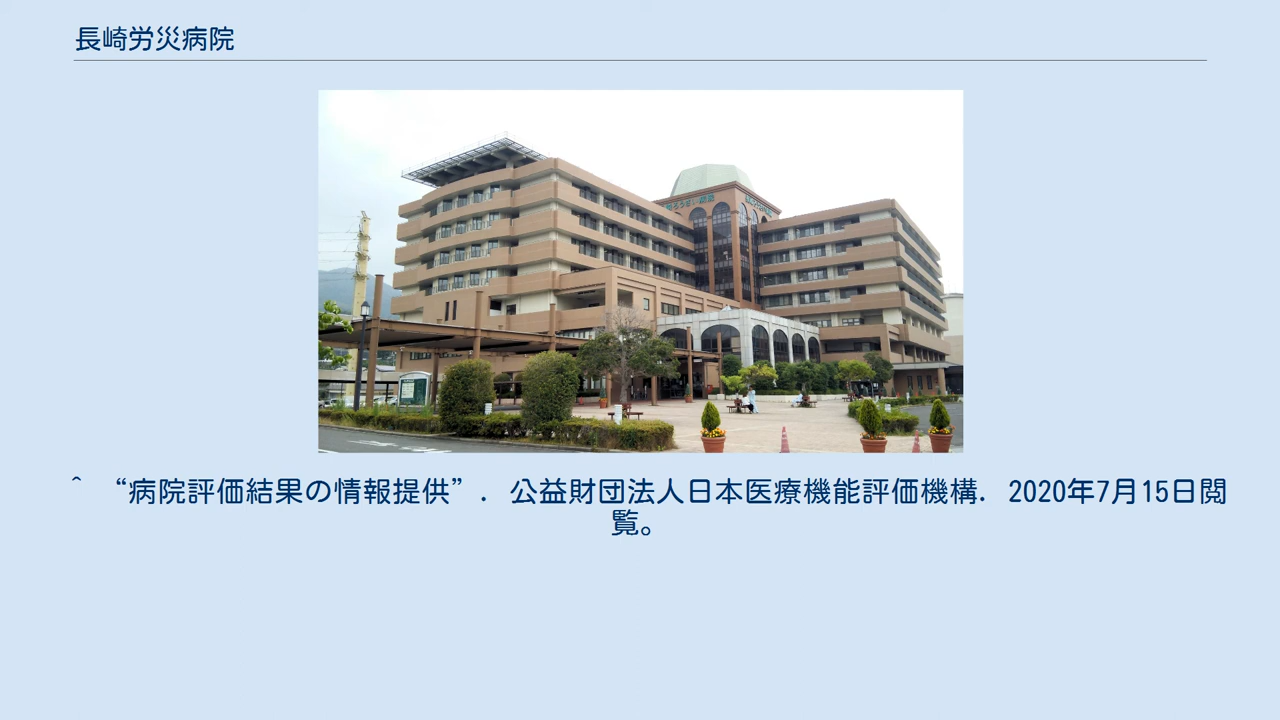 長崎労災病院
^ “病院評価結果の情報提供”. 公益財団法人日本医療機能評価機構. 2020年7月15日閲
覧。